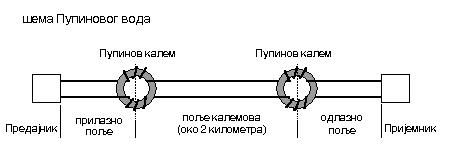 шема Пупиновог вода
Пупинов калем
Пупинов калем
Предајник
прилазно
поље
поље калемова
(око 2 километра)
одлазно
поље
Пријемник